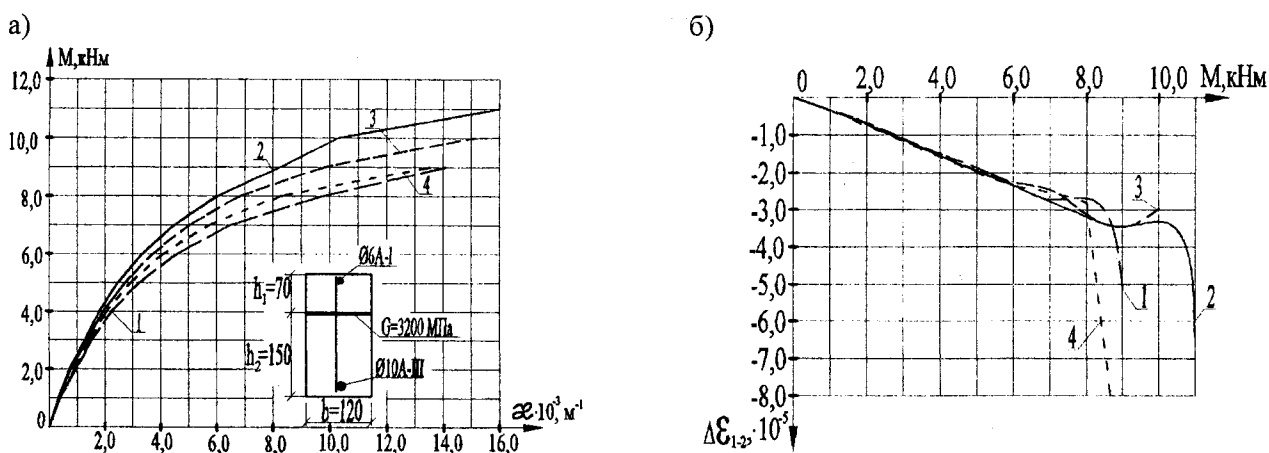 а)
М,кНм
12,0
10,0
8,0
6,0
4,0
2,0
0
2,0 4,0 6,0 8,0 10,0 12,0 14,0 16,0
æ·10⁻³ м⁻¹
1
2
3
4
Ø6А-I
h₁=70
G=3200 МПа
h₂=150
Ø10А-III
b=120
б)
0 2,0 4,0 6,0 8,0 10,0 М,кНм
-1,0
-2,0
-3,0
-4,0
-5,0
-6,0
-7,0
-8,0
Δε₁₋₂,·10⁻⁵
3
1
2
4